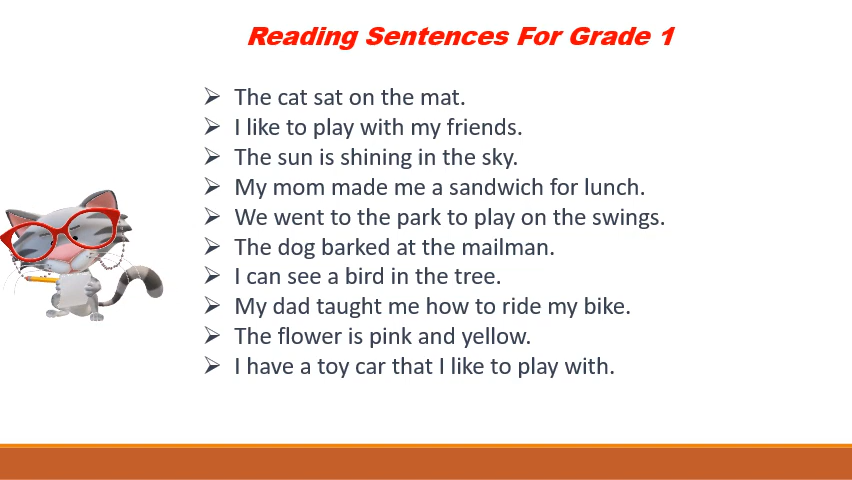 Reading Sentences For Grade 1
The cat sat on the mat.
I like to play with my friends.
The sun is shining in the sky.
My mom made me a sandwich for lunch.
We went to the park to play on the swings.
The dog barked at the mailman.
I can see a bird in the tree.
My dad taught me how to ride my bike.
The flower is pink and yellow.
I have a toy car that I like to play with.